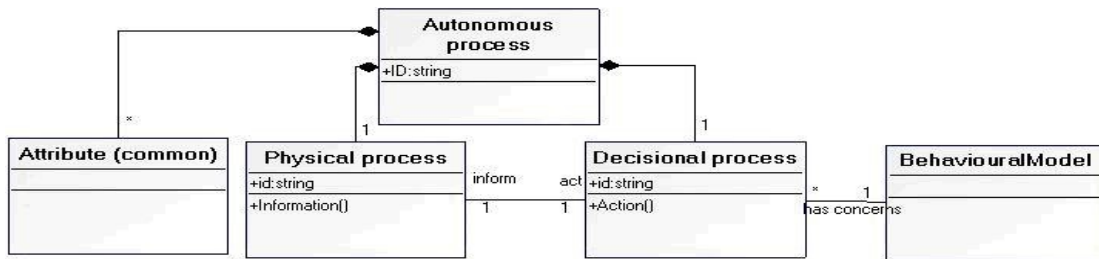 Autonomous
process
+ID:string
*
1
1
Attribute (common)
Physical process
+id:string
+Information()
inform
act
1
1
Decisional process
+id:string
+Action()
*
1
has concerns
BehaviouralModel